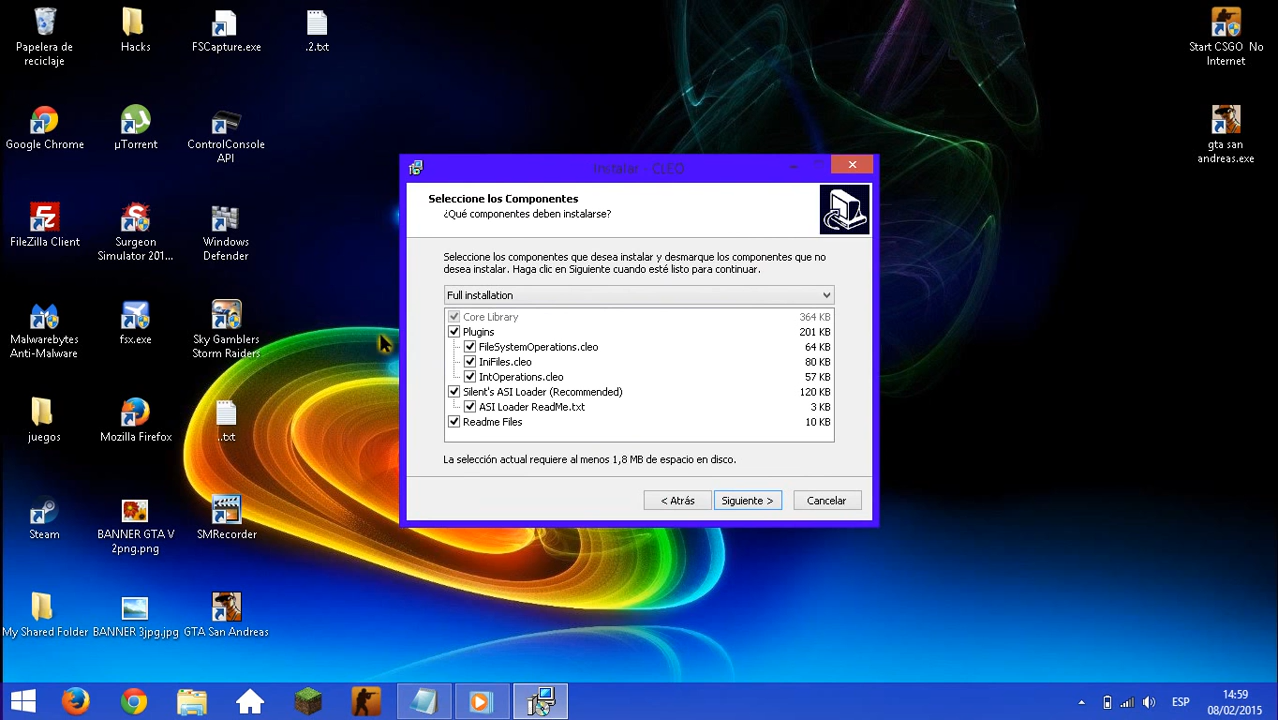 Papelera de
reciclaje
Hacks
FSCapture.exe
.2.txt
Start CSGO No
Internet
Google Chrome
µTorrent
ControlConsole
API
gta san
andreas.exe
FileZilla Client
Surgeon
Simulator 201...
Windows
Defender
Malwarebytes
Anti-Malware
fsx.exe
Sky Gamblers
Storm Raiders
juegos
Mozilla Firefox
..txt
Steam
BANNER GTA V
2png.png
SMRecorder
My Shared Folder
BANNER 3jpg.jpg
GTA San Andreas
Instalar - CLEO
Seleccione los Componentes
¿Qué componentes deben instalarse?
Seleccione los componentes que desea instalar y desmarque los componentes que no
desea instalar. Haga clic en Siguiente cuando esté listo para continuar.
Full installation
Core Library 364 KB
Plugins 201 KB
FileSystemOperations.cleo 64 KB
IniFiles.cleo 80 KB
IntOperations.cleo 57 KB
Silent's ASI Loader (Recommended) 120 KB
ASI Loader ReadMe.txt 3 KB
Readme Files 10 KB
La selección actual requiere al menos 1,8 MB de espacio en disco.
< Atrás Siguiente > Cancelar
ESP
14:59
08/02/2015